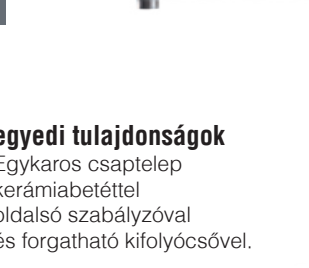 egyedi tulajdonságok
Egykaros csaptelep
kerámiabetéttel
oldalsó szabályzóval
és forgatható kifolyócsővel.